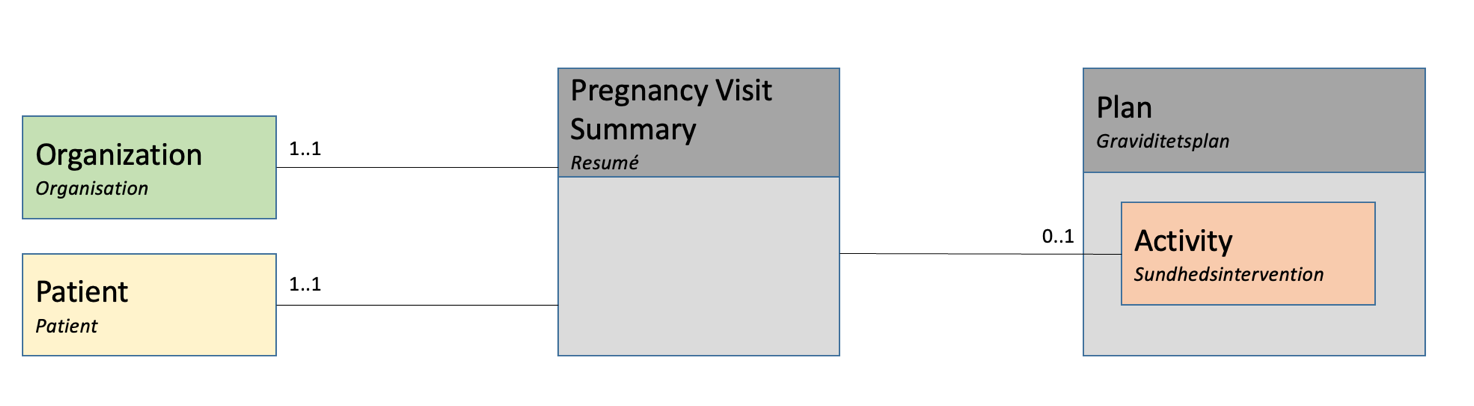 Organization
Organisation
1..1
Patient
Patient
1..1
Pregnancy Visit
Summary
Resumé
0..1
Plan
Graviditetsplan
Activity
Sundhedsintervention